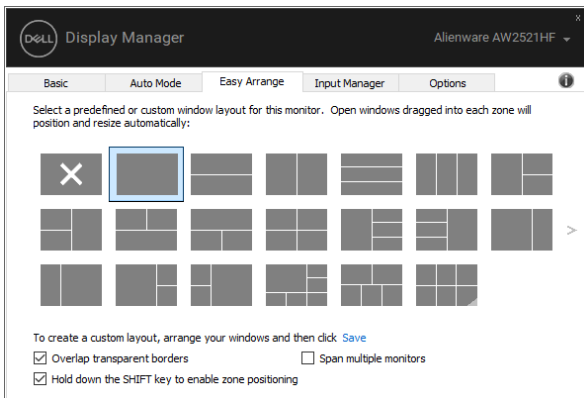 x
DELL Display Manager Alienware AW2521HF
Basic Auto Mode Easy Arrange Input Manager Options i
Select a predefined or custom window layout for this monitor. Open windows dragged into each zone will
position and resize automatically:
>
To create a custom layout, arrange your windows and then click Save
Overlap transparent borders Span multiple monitors
Hold down the SHIFT key to enable zone positioning